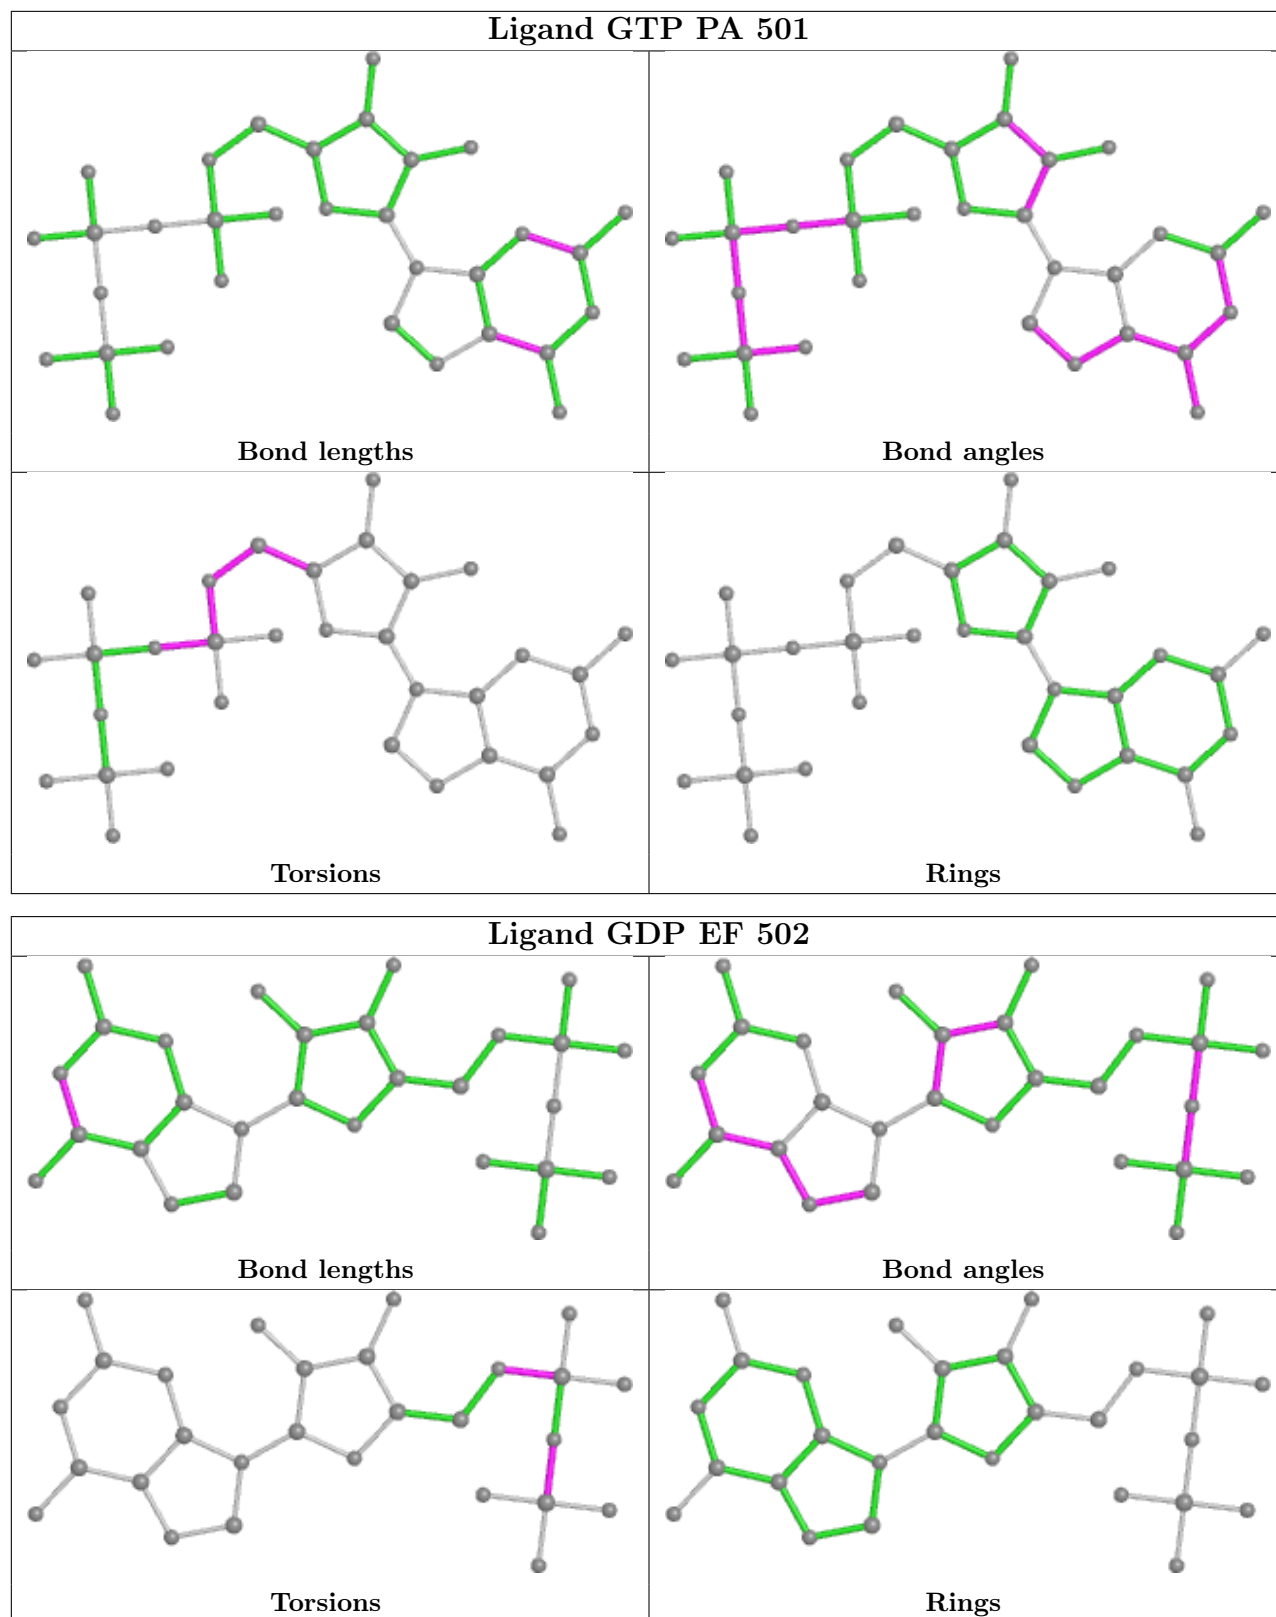 Ligand GTP PA 501
Bond lengths
Bond angles
Torsions
Rings
Ligand GDP EF 502
Bond lengths
Bond angles
Torsions
Rings